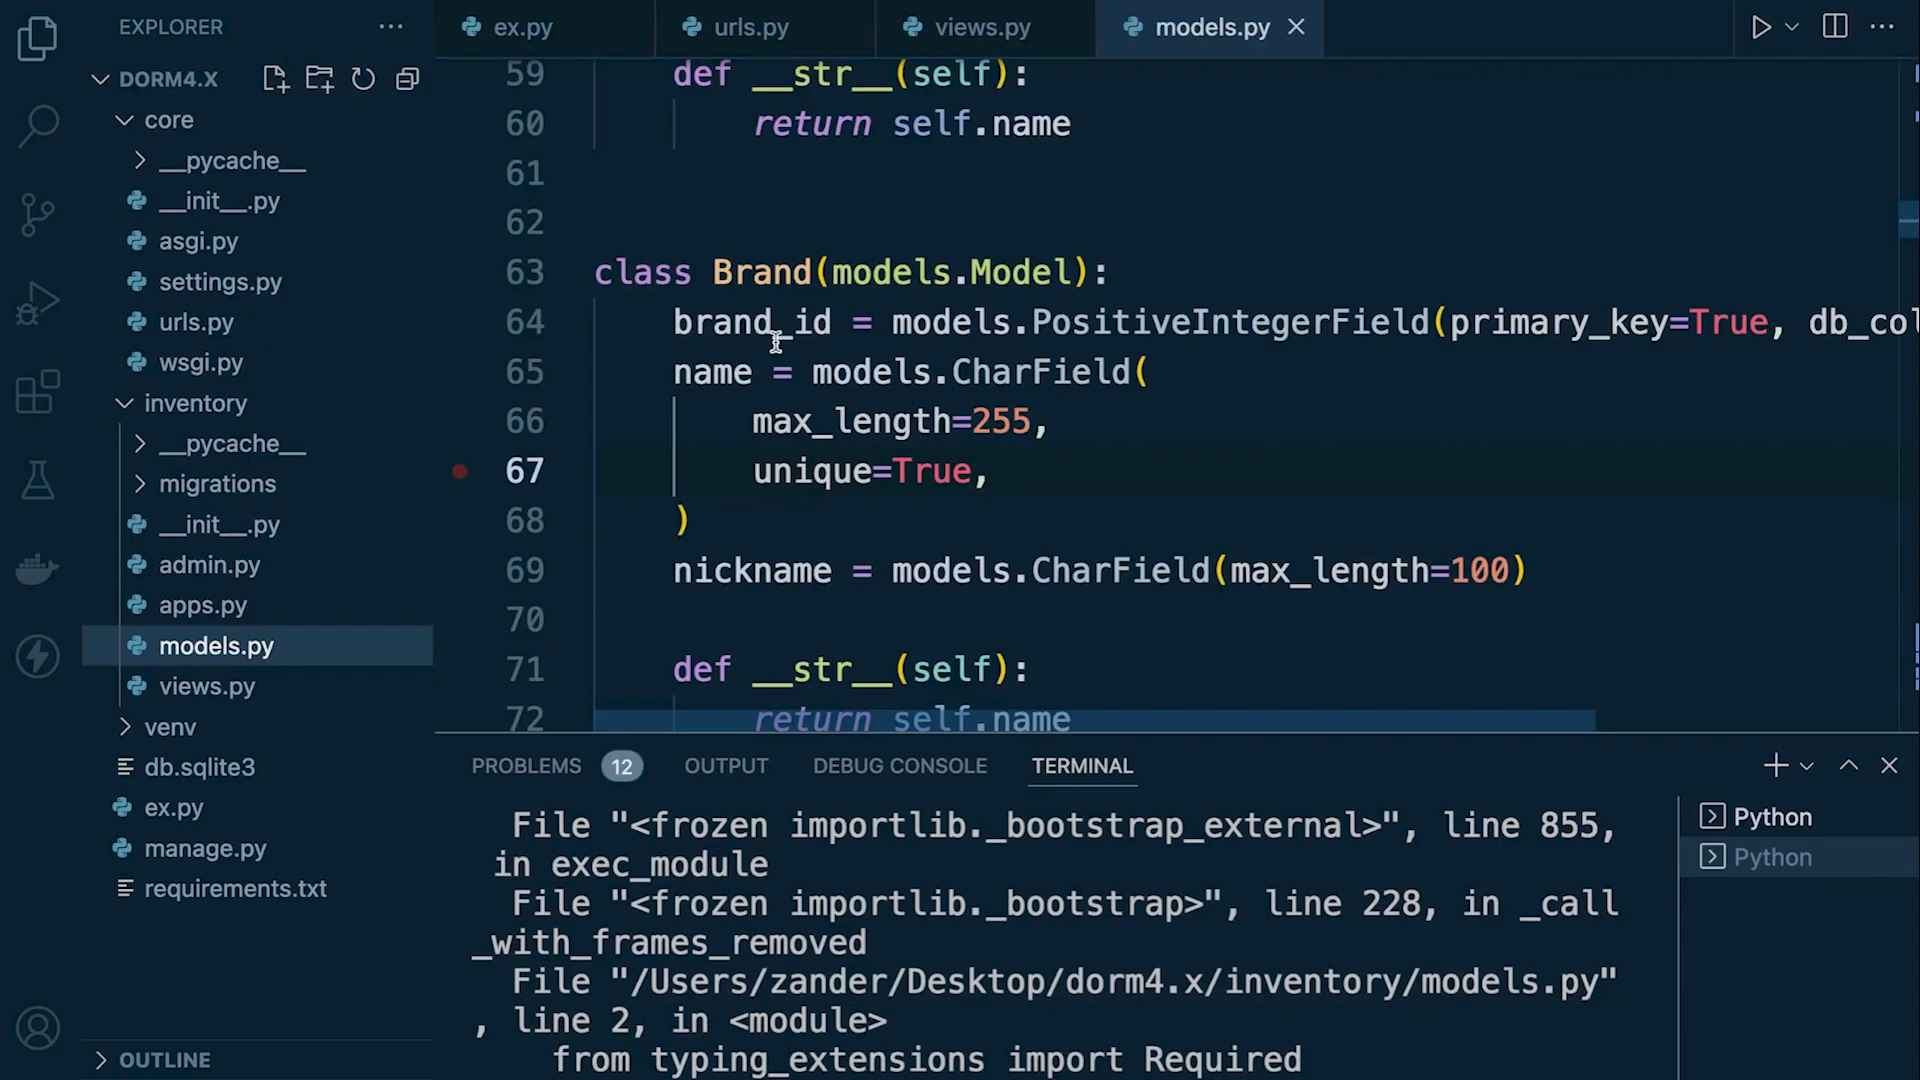 EXPLORER
DORM4.X
core
__pycache__
__init__.py
asgi.py
settings.py
urls.py
wsgi.py
inventory
__pycache__
migrations
__init__.py
admin.py
apps.py
models.py
views.py
venv
db.sqlite3
ex.py
manage.py
requirements.txt
OUTLINE
ex.py
urls.py
views.py
models.py
59 def __str__(self):
60 return self.name
61
62
63 class Brand(models.Model):
64 brand_id = models.PositiveIntegerField(primary_key=True, db_col
65 name = models.CharField(
66 max_length=255,
67 unique=True,
68 )
69 nickname = models.CharField(max_length=100)
70
71 def __str__(self):
72 return self.name
PROBLEMS 12 OUTPUT DEBUG CONSOLE TERMINAL
File "<frozen importlib._bootstrap_external>", line 855,
in exec_module
File "<frozen importlib._bootstrap>", line 228, in _call
_with_frames_removed
File "/Users/zander/Desktop/dorm4.x/inventory/models.py"
, line 2, in <module>
from typing_extensions import Required
Python
Python